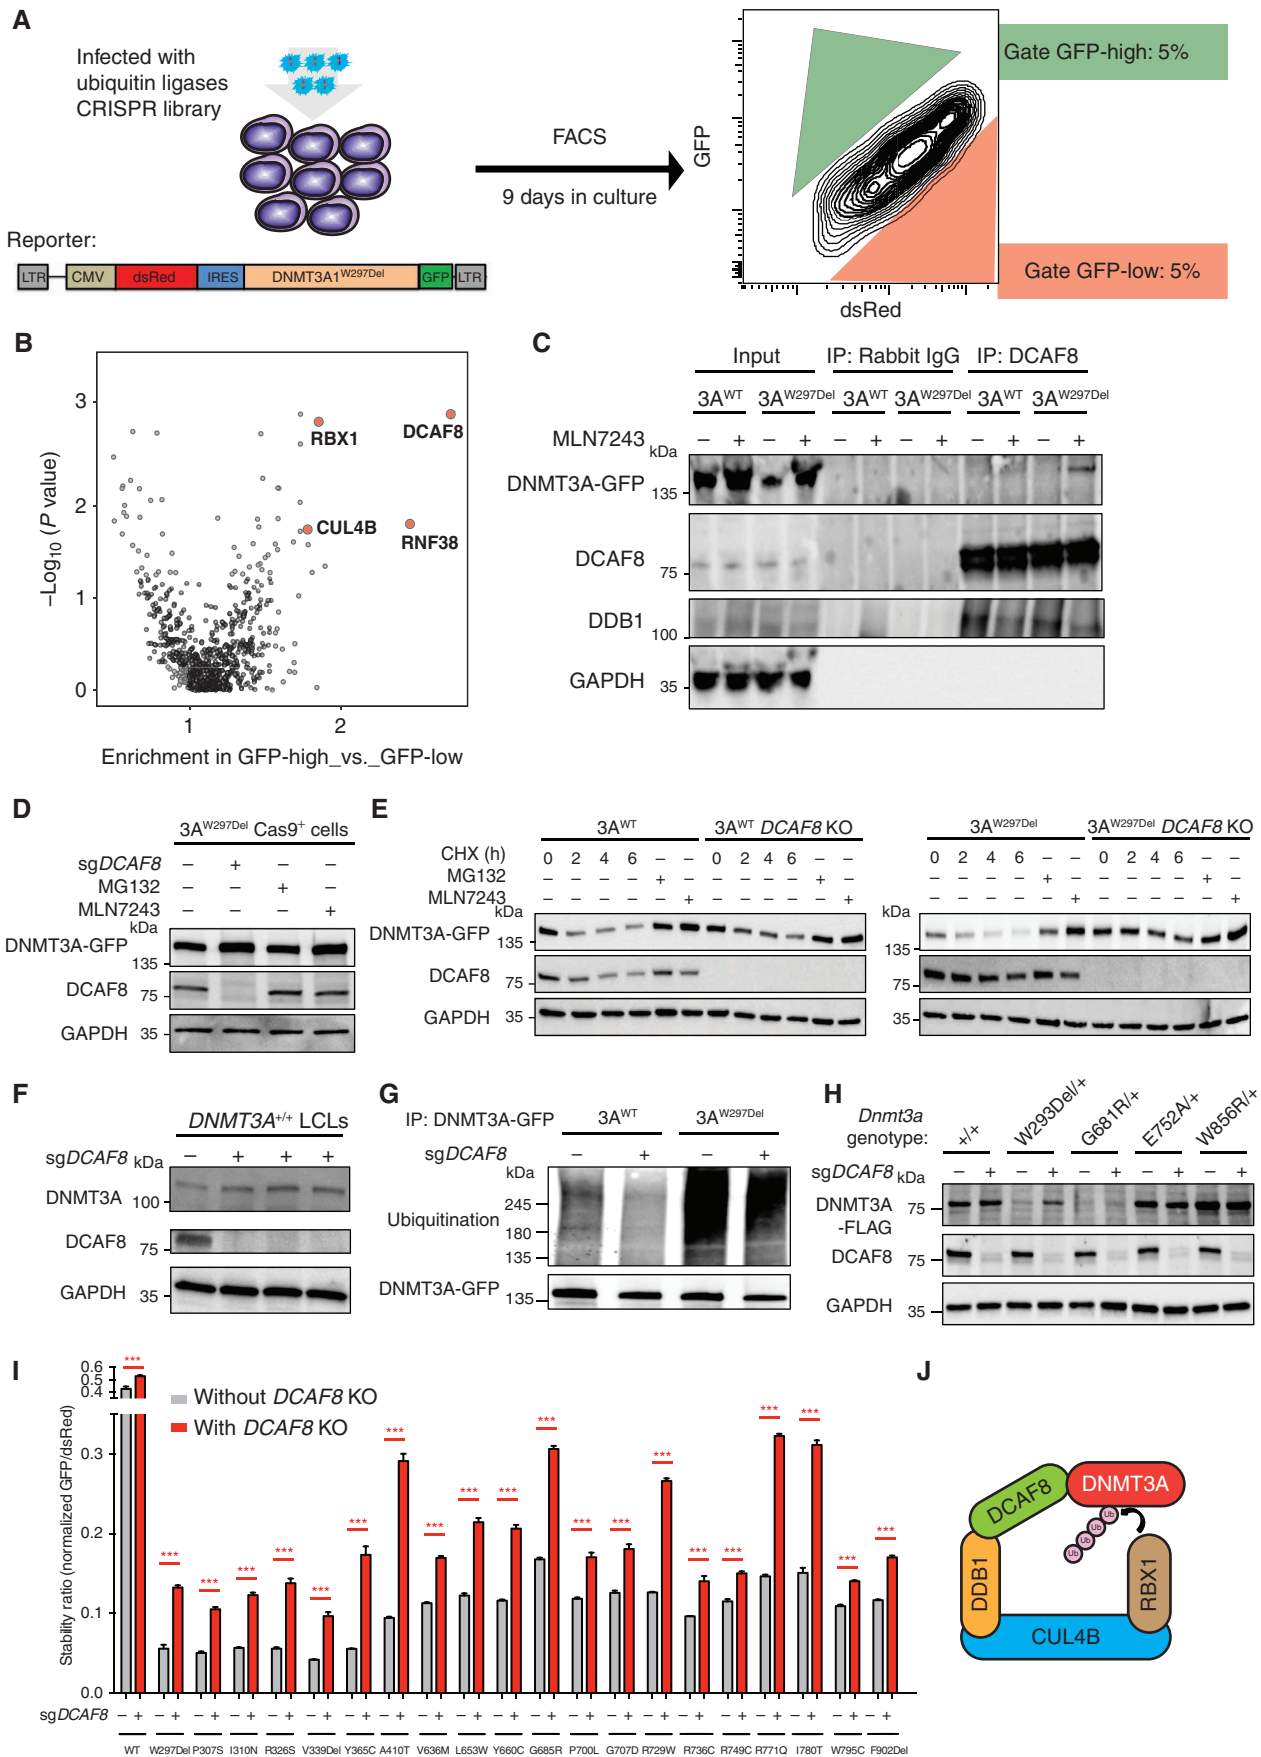 A
Infected with
ubiquitin ligases
CRISPR library
FACS
9 days in culture
Reporter:
LTR CMV dsRed IRES DNMT3A1W297Del GFP LTR
GFP
dsRed
Gate GFP-high: 5%
Gate GFP-low: 5%
B
–Log10 (P value)
3
2
1
0
1 2
RBX1
DCAF8
CUL4B
RNF38
Enrichment in GFP-high_vs._GFP-low
C
Input IP: Rabbit IgG IP: DCAF8
3AWT 3AW297Del 3AWT 3AW297Del 3AWT 3AW297Del
MLN7243 – + – + – + – + – + – +
kDa
DNMT3A-GFP 135
DCAF8 75
DDB1 100
GAPDH 35
D
3AW297Del Cas9+ cells
sgDCAF8 – + – –
MG132 – – + –
MLN7243 – – – +
kDa
DNMT3A-GFP 135
DCAF8 75
GAPDH 35
E
3AWT 3AWT DCAF8 KO 3AW297Del 3AW297Del DCAF8 KO
CHX (h) 0 2 4 6 – – 0 2 4 6 – – 0 2 4 6 – – 0 2 4 6 – –
MG132 – – – – + – – – – – + – – – – – + – – – – – + –
MLN7243 – – – – – + – – – – – + – – – – – + – – – – – +
kDa kDa
DNMT3A-GFP 135 135
DCAF8 75 75
GAPDH 35 35
F
DNMT3A+/+ LCLs
sgDCAF8 – + + +
kDa
DNMT3A 100
DCAF8 75
GAPDH 35
G
IP: DNMT3A-GFP 3AWT 3AW297Del
sgDCAF8 – + – +
kDa
Ubiquitination
245
180
135
DNMT3A-GFP 135
H
Dnmt3a
genotype: +/+ W293Del/+ G681R/+ E752A/+ W856R/+
sgDCAF8 – + – + – + – + – +
kDa
DNMT3A
-FLAG 75
DCAF8 75
GAPDH 35
I
Stability ratio (normalized GFP/dsRed)
0.6
0.5
0.4
0.3
0.2
0.1
0.0
Without DCAF8 KO
With DCAF8 KO
*** *** *** *** *** *** *** *** *** *** *** *** *** *** *** *** *** *** *** *** ***
sgDCAF8 – + – + – + – + – + – + – + – + – + – + – + – + – + – + – + – + – + – + – + – + – +
WT W297Del P307S I310N R326S V339Del Y365C A410T V636M L653W Y660C G685R P700L G707D R729W R736C R749C R771Q I780T W795C F902Del
J
DCAF8
DNMT3A
Ub
Ub
Ub
Ub
DDB1
RBX1
CUL4B